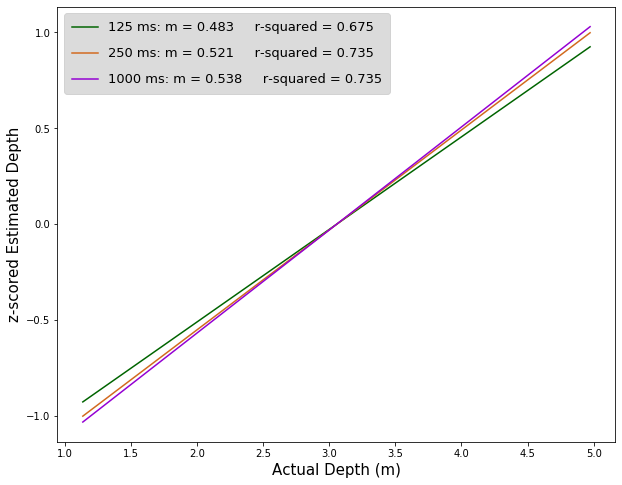 125 ms: m = 0.483 r-squared = 0.675
250 ms: m = 0.521 r-squared = 0.735
1000 ms: m = 0.538 r-squared = 0.735
z-scored Estimated Depth
1.0
0.5
0.0
−0.5
−1.0
1.0 1.5 2.0 2.5 3.0 3.5 4.0 4.5 5.0
Actual Depth (m)